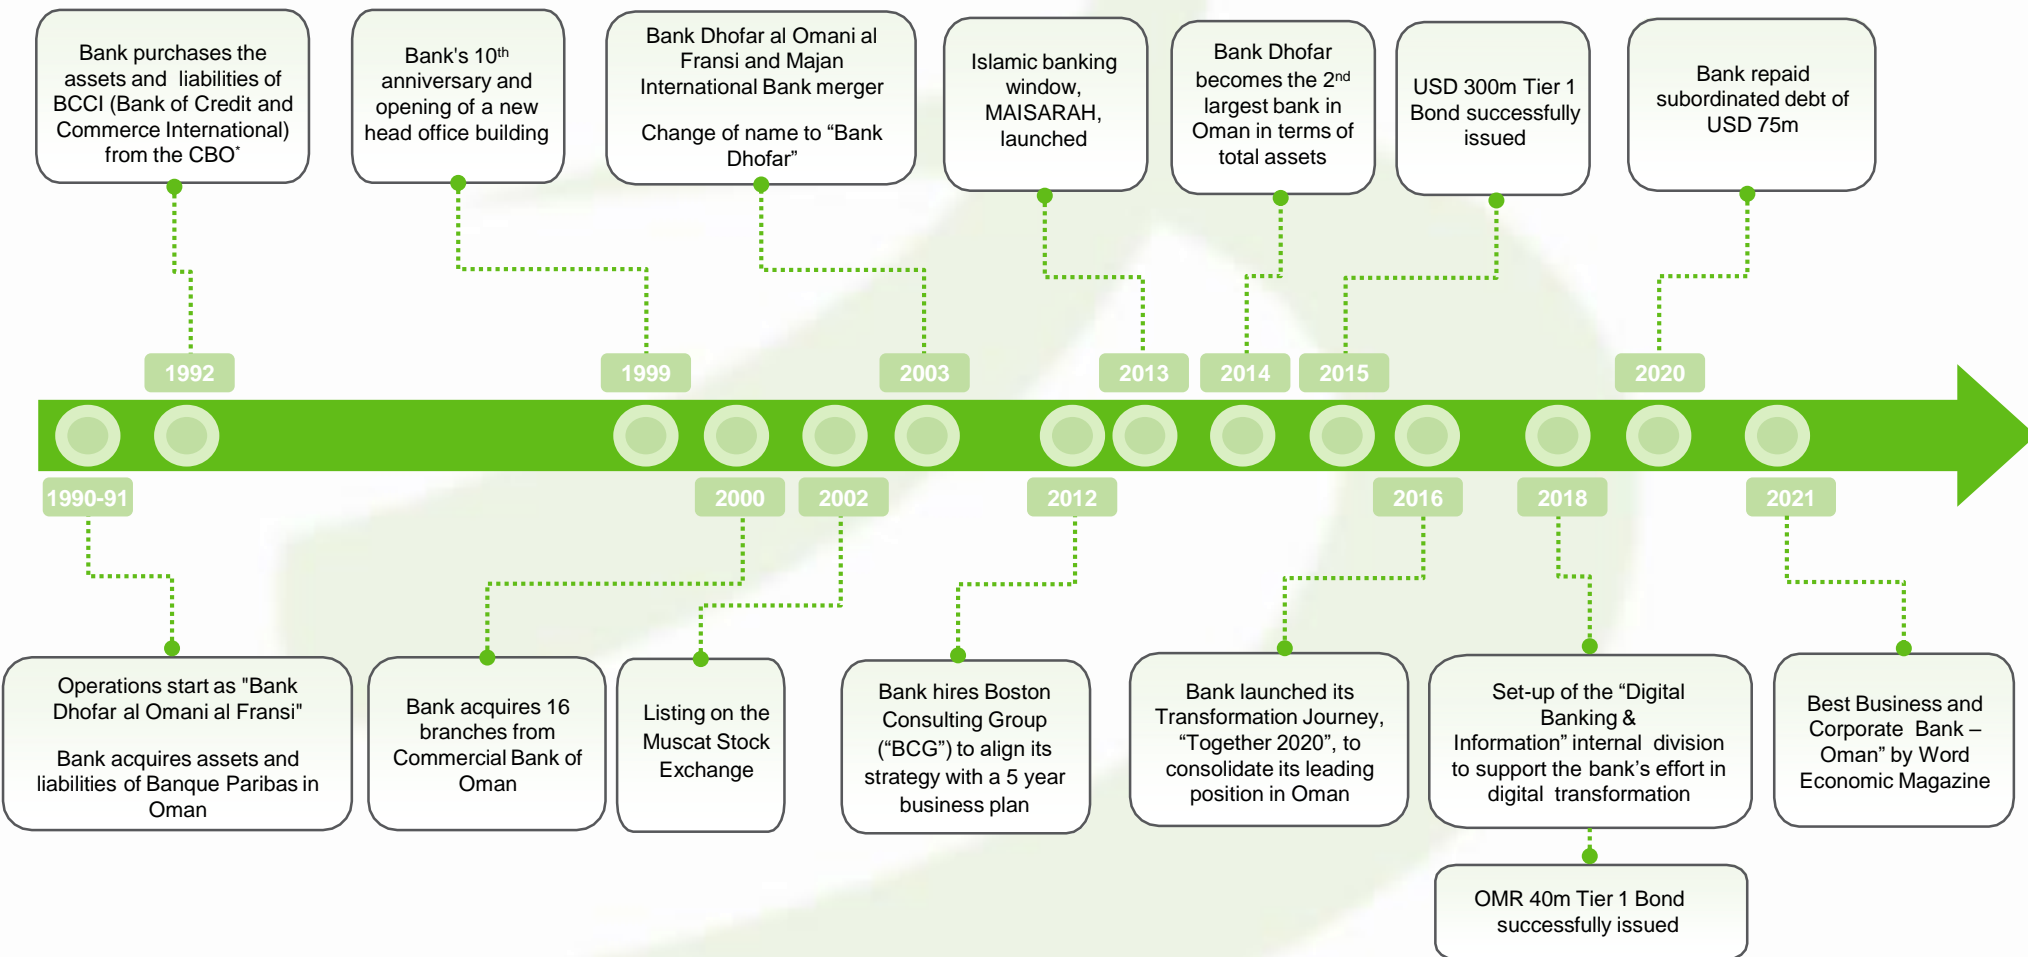 Bank purchases the
assets and liabilities of
BCCI (Bank of Credit and
Commerce International)
from the CBO*
Bank's 10th
anniversary and
opening of a new
head office building
Bank Dhofar al Omani al
Fransi and Majan
International Bank merger
Change of name to “Bank
Dhofar”
Islamic banking
window,
MAISARAH,
launched
Bank Dhofar
becomes the 2nd
largest bank in
Oman in terms of
total assets
USD 300m Tier 1
Bond successfully
issued
Bank repaid
subordinated debt of
USD 75m
1992
1999
2003
2013
2014
2015
2020
1990-91
2000
2002
2012
2016
2018
2021
Operations start as "Bank
Dhofar al Omani al Fransi"
Bank acquires assets and
liabilities of Banque Paribas in
Oman
Bank acquires 16
branches from
Commercial Bank of
Oman
Listing on the
Muscat Stock
Exchange
Bank hires Boston
Consulting Group
(“BCG”) to align its
strategy with a 5 year
business plan
Bank launched its
Transformation Journey,
“Together 2020”, to
consolidate its leading
position in Oman
Set-up of the “Digital
Banking &
Information” internal division
to support the bank’s effort in
digital transformation
Best Business and
Corporate Bank –
Oman” by Word
Economic Magazine
OMR 40m Tier 1 Bond
successfully issued